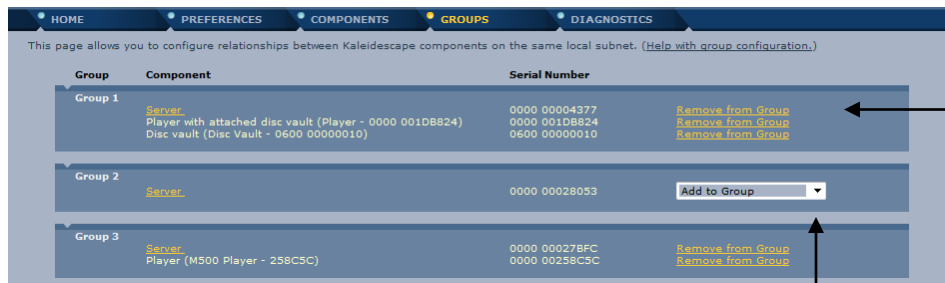 HOME PREFERENCES COMPONENTS GROUPS DIAGNOSTICS
This page allows you to configure relationships between Kaleidescape components on the same local subnet. (Help with group configuration.)
Group Component Serial Number
Group 1
Server 0000 00004377 Remove from Group
Player with attached disc vault (Player - 0000 001DB824) 0000 001DB824 Remove from Group
Disc vault (Disc Vault - 0600 00000010) 0600 00000010 Remove from Group
Group 2
Server 0000 00028053 Add to Group
Group 3
Server 0000 00027BFC Remove from Group
Player (M500 Player - 258C5C) 0000 00258C5C Remove from Group